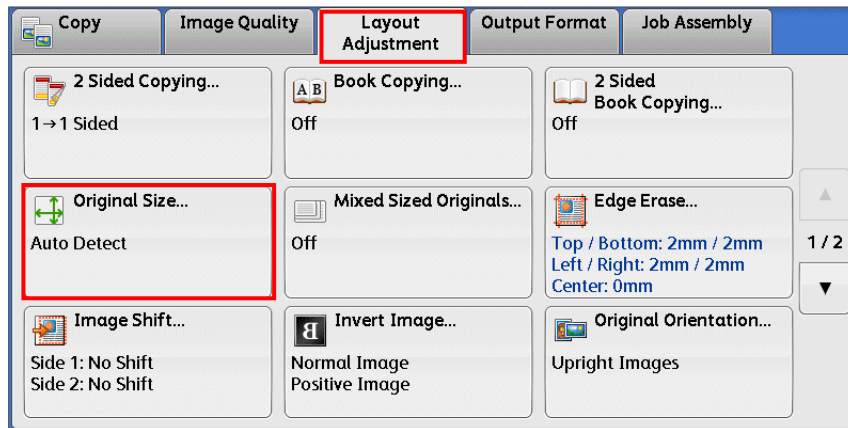 Copy
Image Quality
Layout
Adjustment
Output Format
Job Assembly
2 Sided Copying...
1→1 Sided
A B
Book Copying...
Off
2 Sided
Book Copying...
Off
Original Size...
Auto Detect
Mixed Sized Originals...
Off
Edge Erase...
Top / Bottom: 2mm / 2mm
Left / Right: 2mm / 2mm
Center: 0mm
1 / 2
Image Shift...
Side 1: No Shift
Side 2: No Shift
Invert Image...
Normal Image
Positive Image
Original Orientation...
Upright Images